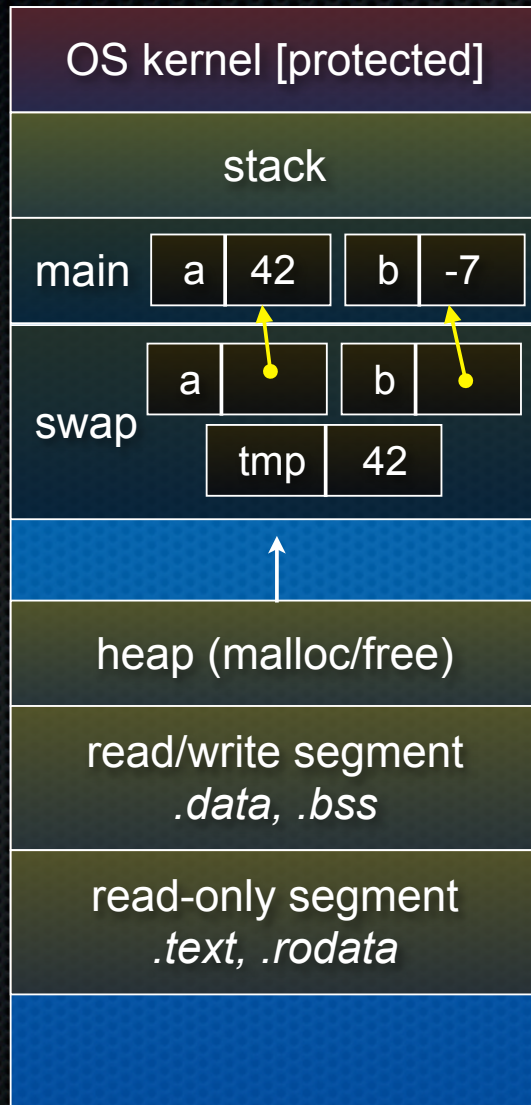 OS kernel [protected]
stack
main a 42 b -7
swap a b
tmp 42
heap (malloc/free)
read/write segment
.data, .bss
read-only segment
.text, .rodata